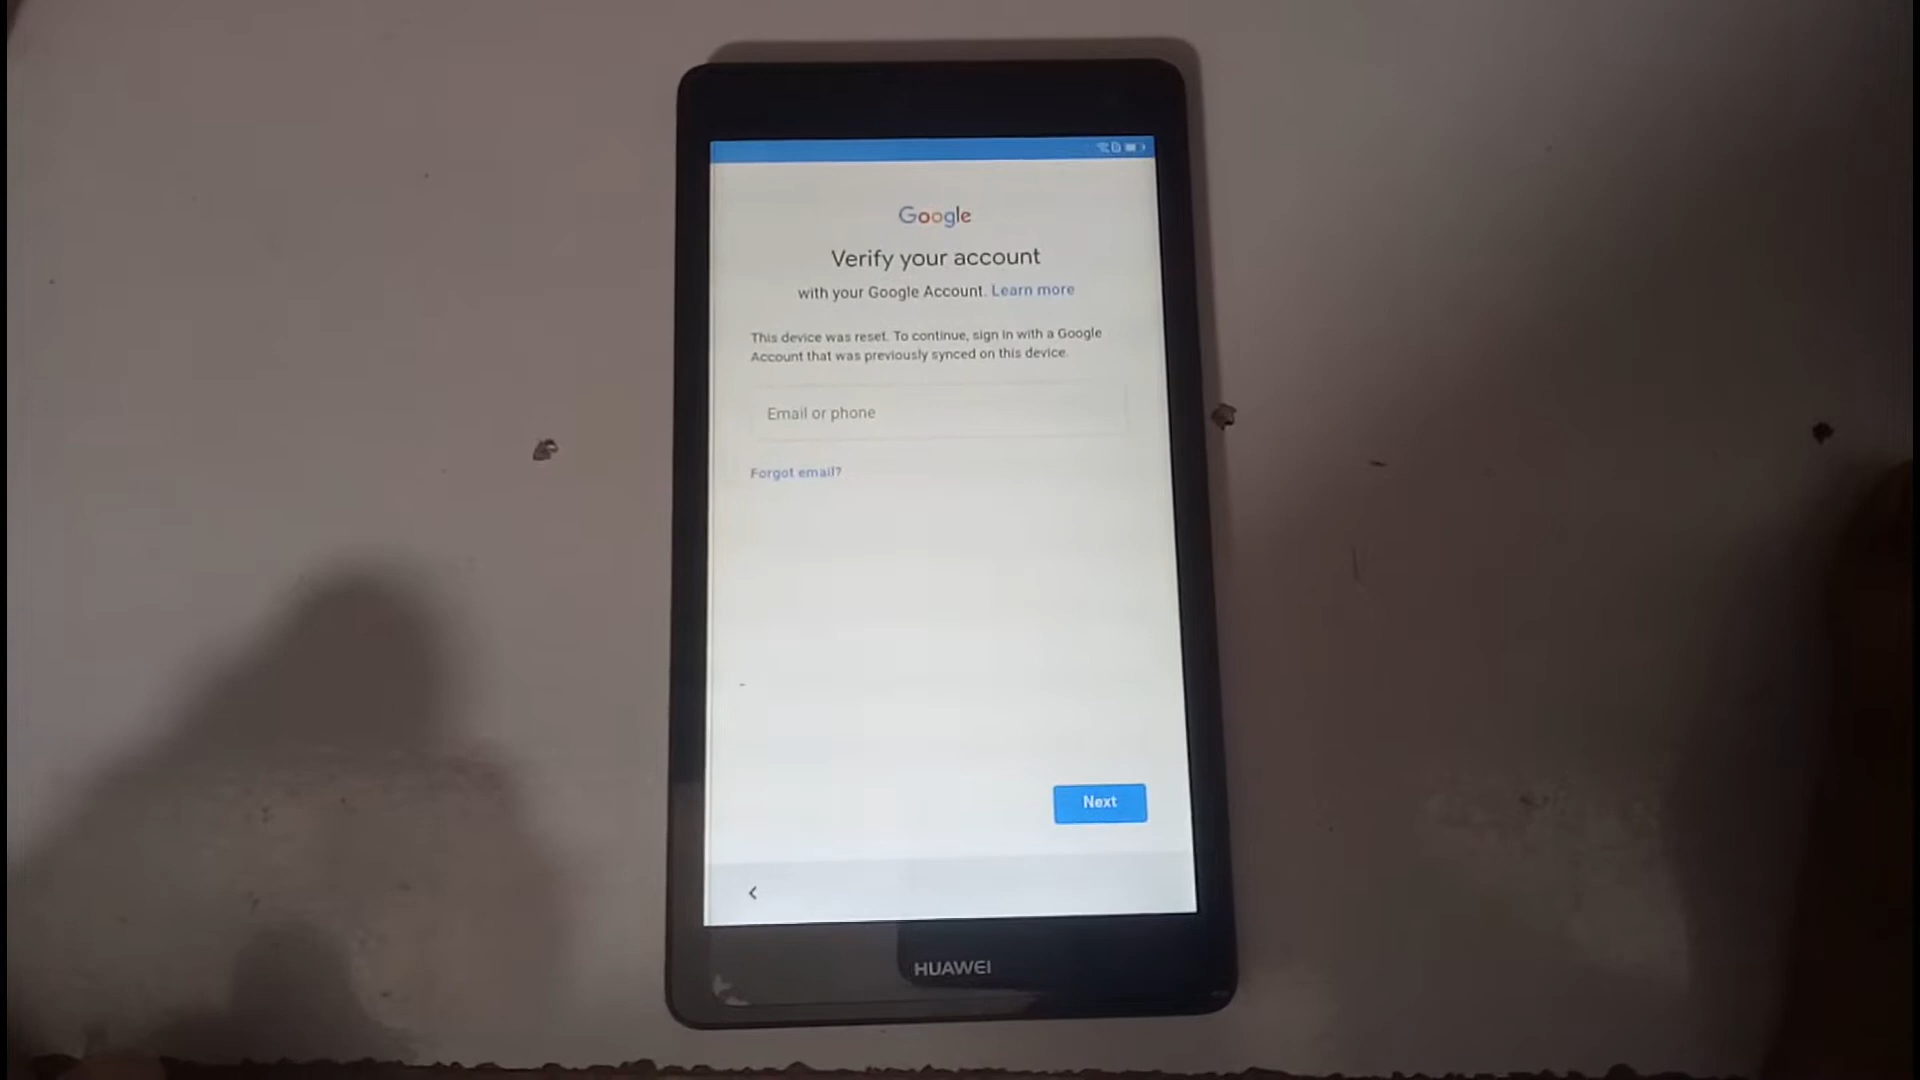 Google
Verify your account
with your Google Account. Learn more
This device was reset. To continue, sign in with a Google
Account that was previously synced on this device.
Email or phone
Forgot email?
Next
HUAWEI